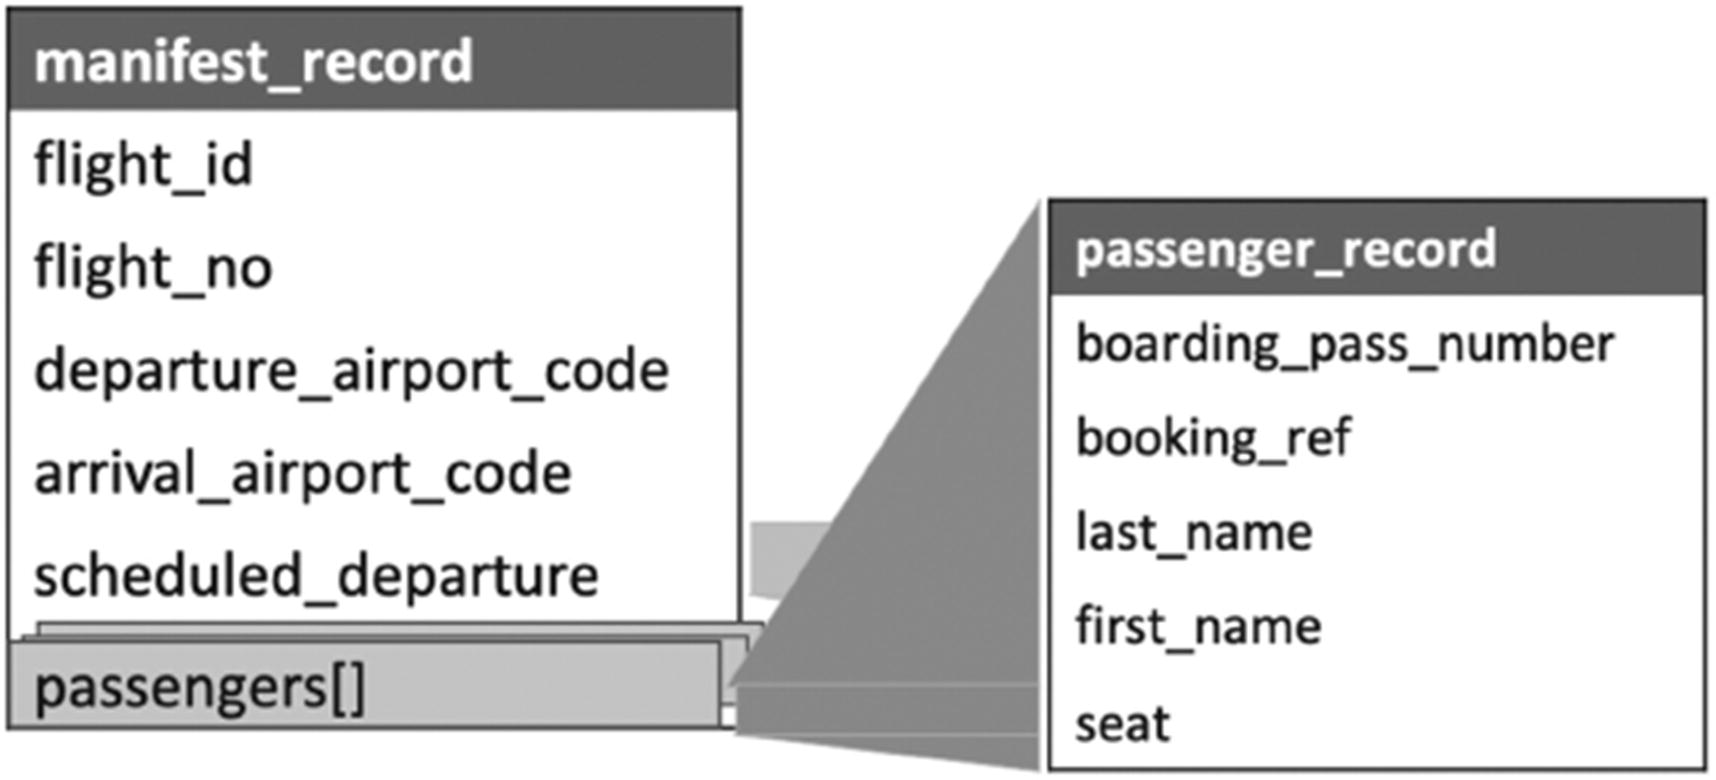 manifest_record
flight_id
flight_no
departure_airport_code
arrival_airport_code
scheduled_departure
passengers[]
passenger_record
boarding_pass_number
booking_ref
last_name
first_name
seat